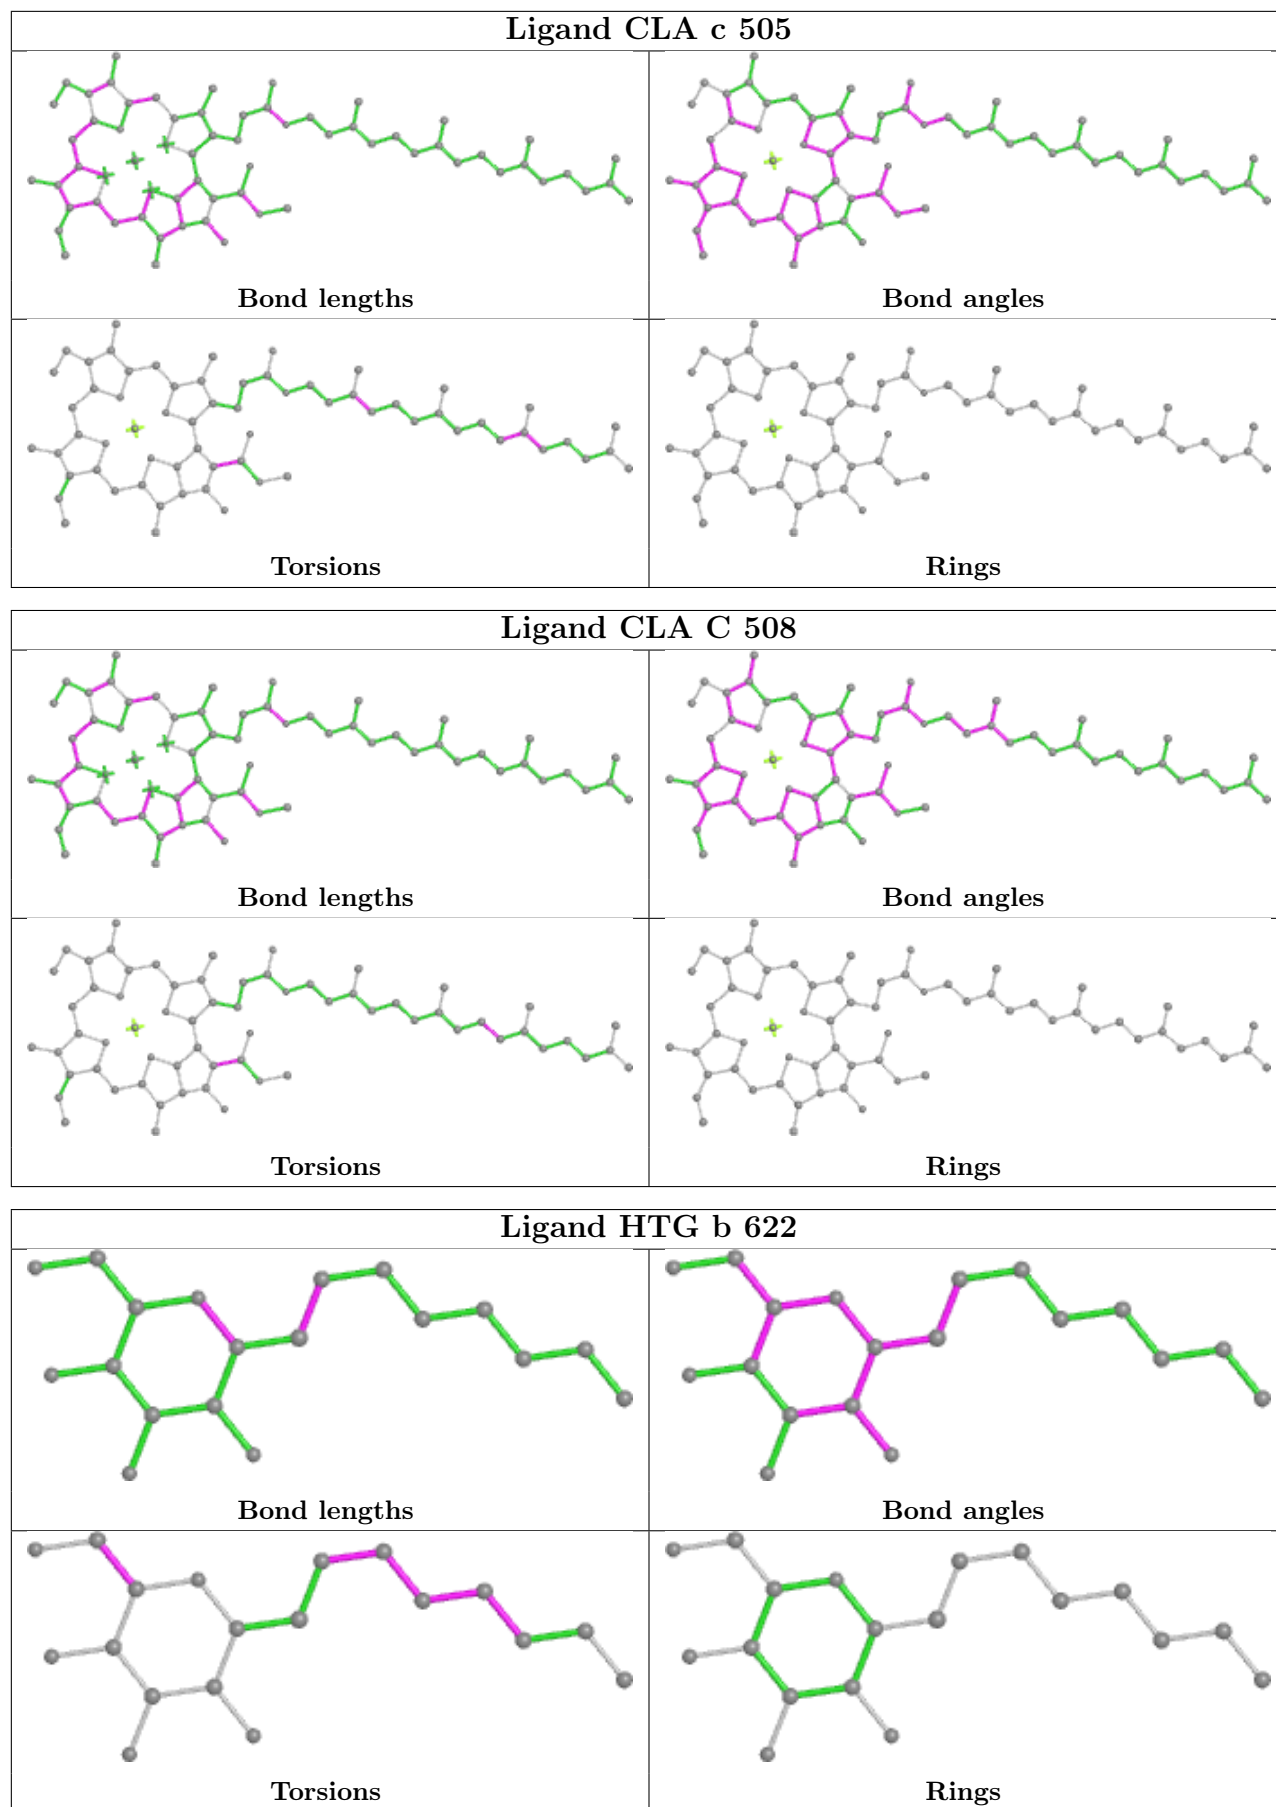 Ligand CLA c 505
Bond lengths
Bond angles
Torsions
Rings
Ligand CLA C 508
Bond lengths
Bond angles
Torsions
Rings
Ligand HTG b 622
Bond lengths
Bond angles
Torsions
Rings